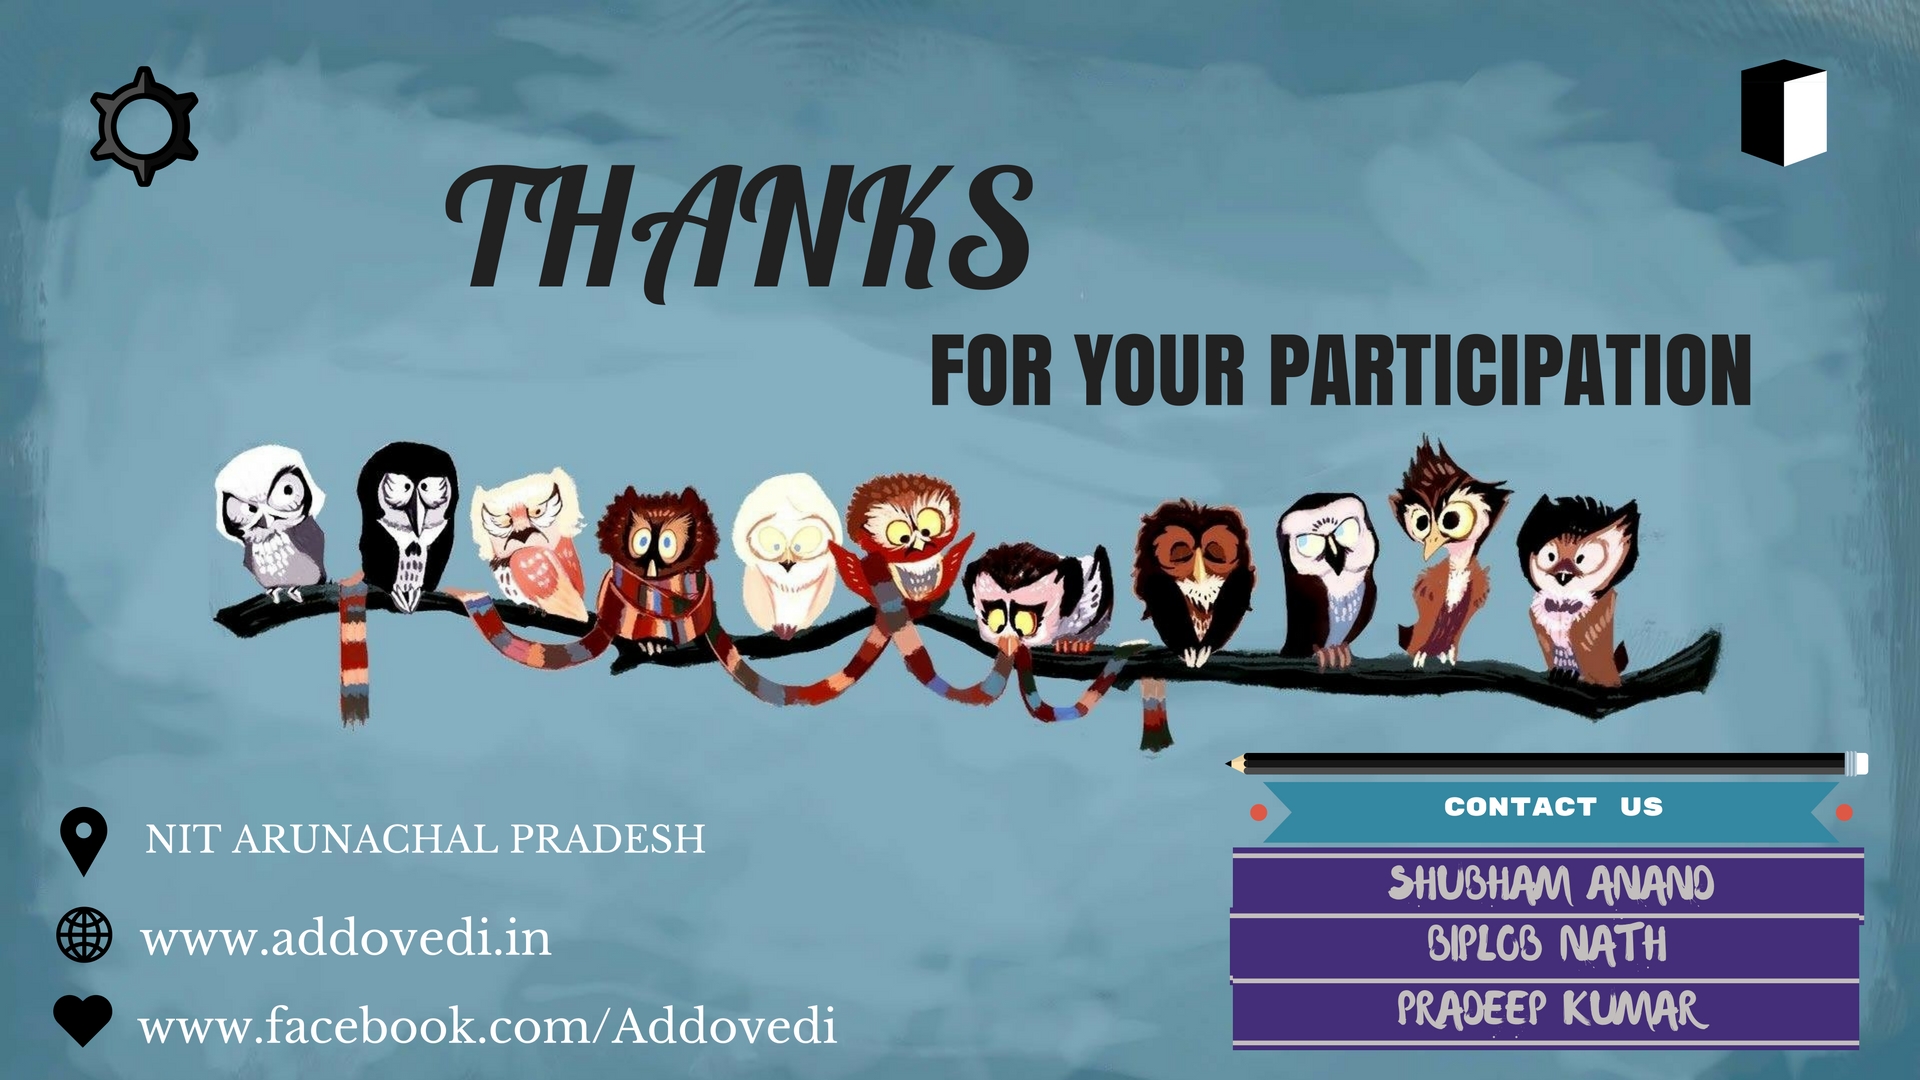 THANKS
FOR YOUR PARTICIPATION
NIT ARUNACHAL PRADESH
www.addovedi.in
www.facebook.com/Addovedi
CONTACT US
SHUBHAM ANAND
BIPLOB NATH
PRADEEP KUMAR